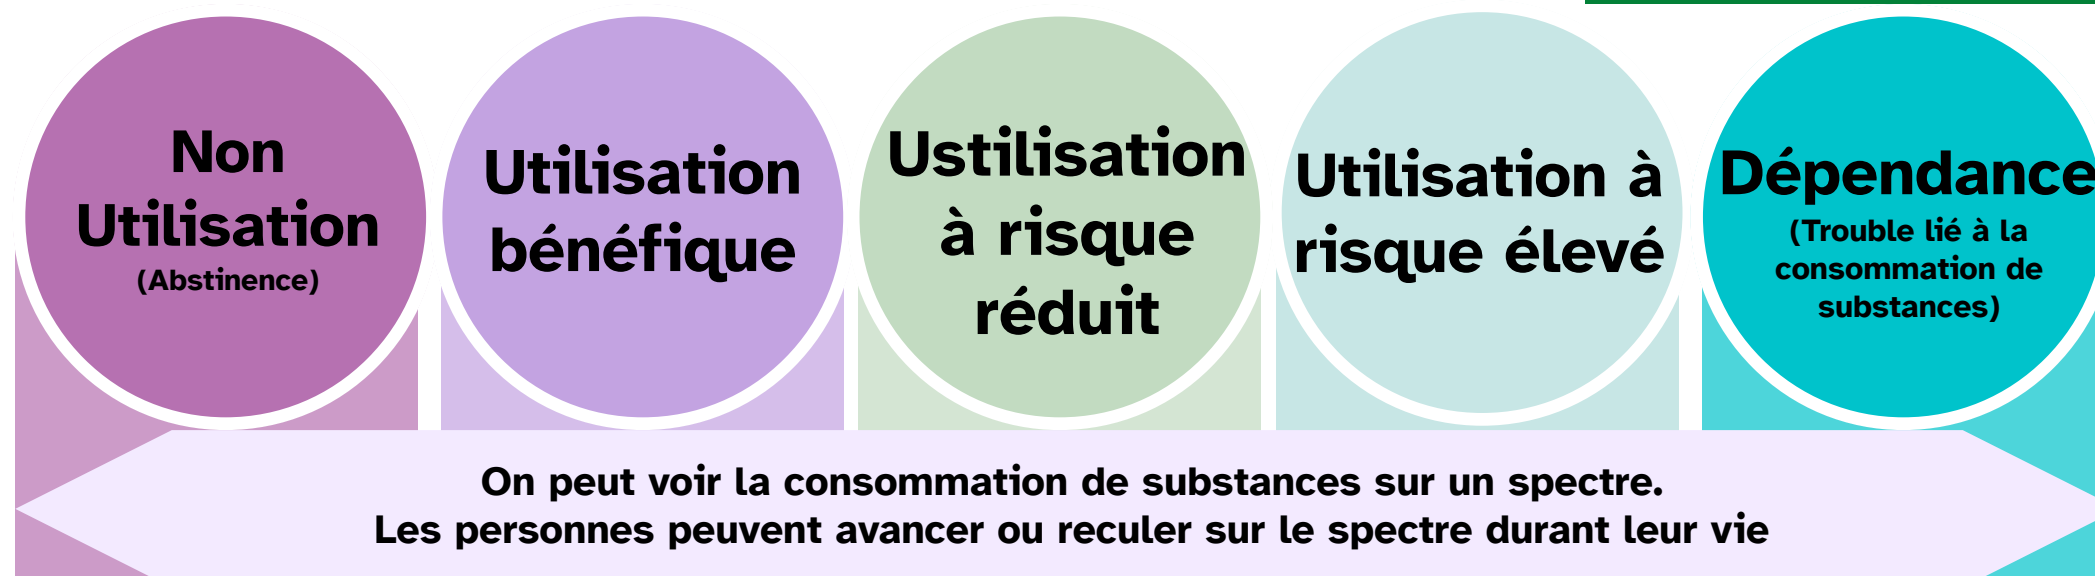 Non
Utilisation
(Abstinence)
Utilisation
bénéfique
Ustilisation
à risque
réduit
Utilisation à
risque élevé
Dépendance
(Trouble lié à la
consommation de
substances)
On peut voir la consommation de substances sur un spectre.
Les personnes peuvent avancer ou reculer sur le spectre durant leur vie